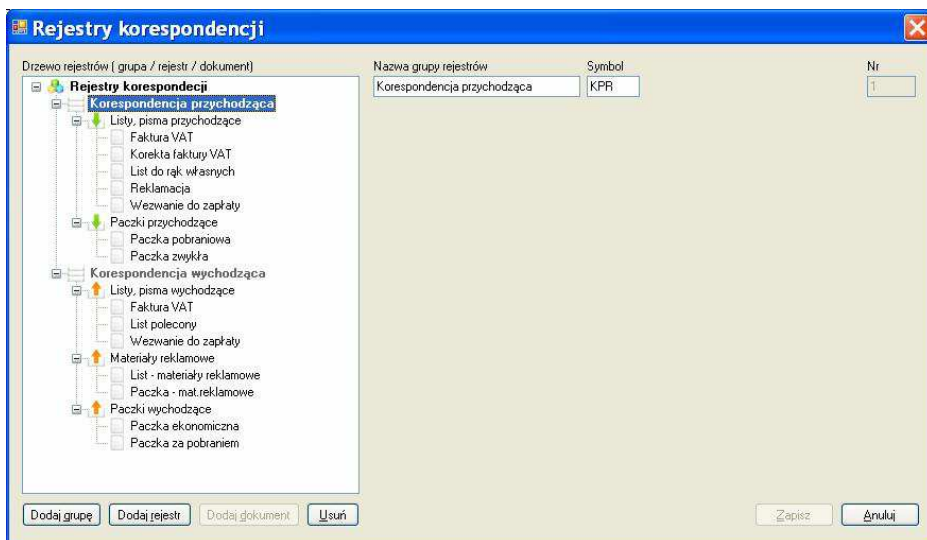 Rejestry korespondencji
Drzewo rejestrów ( grupa / rejestr / dokument)
Nazwa grupy rejestrów Symbol Nr
Korespondencja przychodząca KPR 1
Rejestry korespondecji
Korespondencja przychodząca
Listy, pisma przychodzące
Faktura VAT
Korekta faktury VAT
List do rąk własnych
Reklamacja
Wezwanie do zapłaty
Paczki przychodzące
Paczka pobraniowa
Paczka zwykła
Korespondencja wychodząca
Listy, pisma wychodzące
Faktura VAT
List polecony
Wezwanie do zapłaty
Materiały reklamowe
List - materiały reklamowe
Paczka - mat.reklamowe
Paczki wychodzące
Paczka ekonomiczna
Paczka za pobraniem
Dodaj grupę Dodaj rejestr Dodaj dokument Usuń Zapisz Anuluj